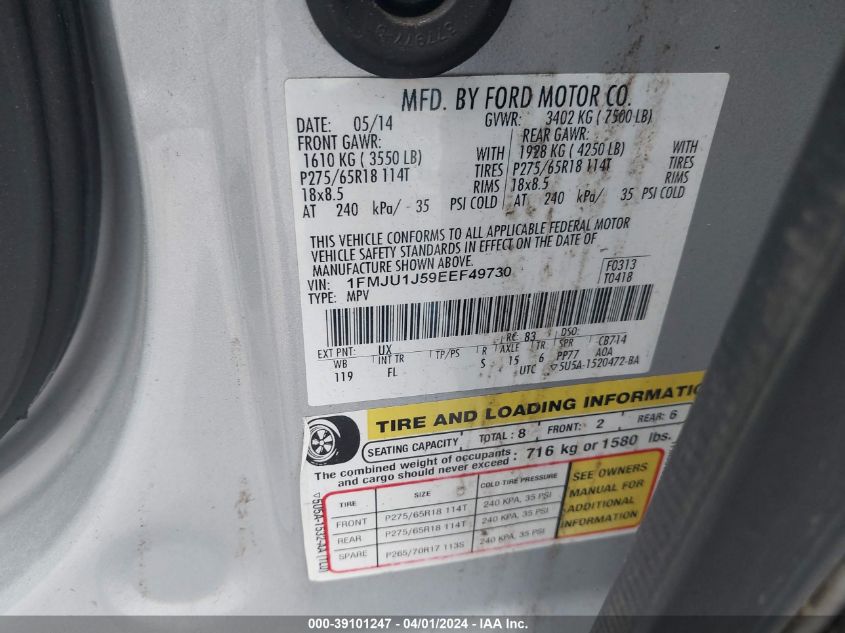 MFD. BY FORD MOTOR CO.
DATE: 05/14 GVWR: 3402 KG ( 7500 LB)
FRONT GAWR: REAR GAWR:
1610 KG ( 3550 LB) WITH 1928 KG ( 4250 LB) WITH
P275/65R18 114T TIRES P275/65R18 114T TIRES
18x8.5 RIMS 18x8.5 RIMS
AT 240 kPa/ 35 PSI COLD AT 240 kPa/ 35 PSI COLD
THIS VEHICLE CONFORMS TO ALL APPLICABLE FEDERAL MOTOR
VEHICLE SAFETY STANDARDS IN EFFECT ON THE DATE OF
MANUFACTURE SHOWN ABOVE.
VIN: 1FMJU1J59EEF49730 F0313
TYPE: MPV T0418
EXT PNT: UX RC: 83 DSO:
WB INT TR TP/PS R AXLE TR SPR CB714
119 FL S 15 6 PP77 A0A
UTC ▽5U5A-1520472-BA
TIRE AND LOADING INFORMATIO
SEATING CAPACITY TOTAL : 8 FRONT: 2 REAR: 6
The combined weight of occupants and cargo should never exceed : 716 kg or 1580 lbs.
TIRE SIZE COLD TIRE PRESSURE
FRONT P275/65R18 114T 240 KPA, 35 PSI
REAR P275/65R18 114T 240 KPA, 35 PSI
SPARE P265/70R17 113S 240 KPA, 35 PSI
SEE OWNERS
MANUAL FOR
ADDITIONAL
INFORMATION
000-39101247 - 04/01/2024 - IAA Inc.